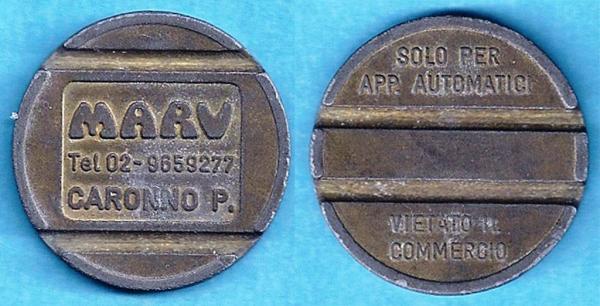 MARV
Tel 02-9659277
CARONNO P.
SOLO PER
APP. AUTOMATICI
VIETATO IL
COMMERCIO